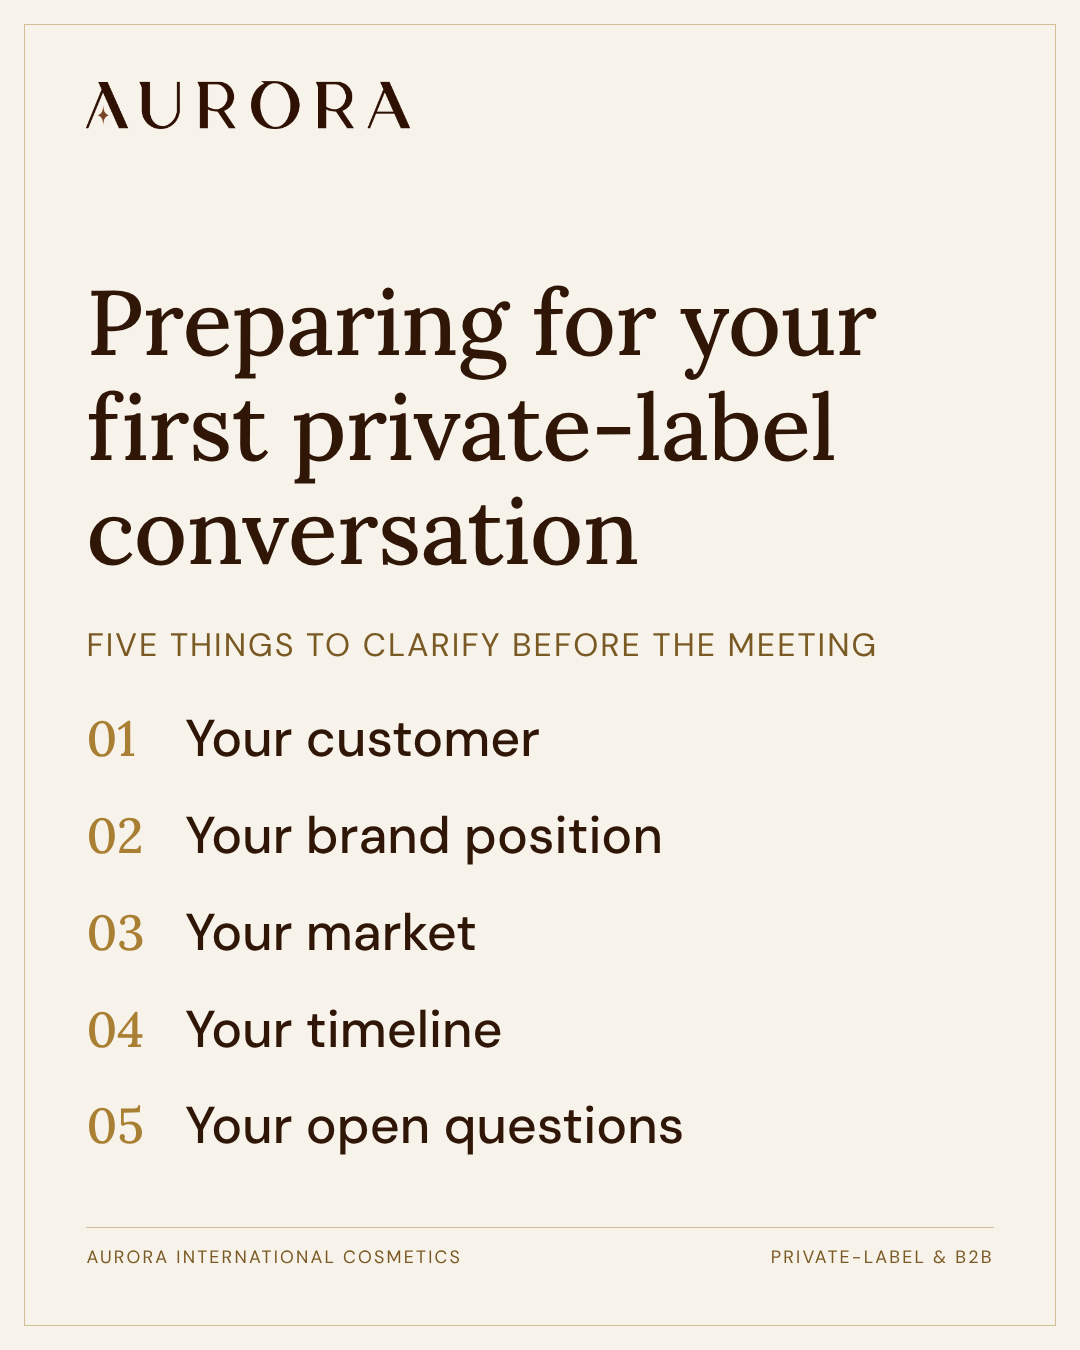 AURORA
Preparing for your
first private-label
conversation
FIVE THINGS TO CLARIFY BEFORE THE MEETING
01 Your customer
02 Your brand position
03 Your market
04 Your timeline
05 Your open questions
AURORA INTERNATIONAL COSMETICS PRIVATE-LABEL & B2B